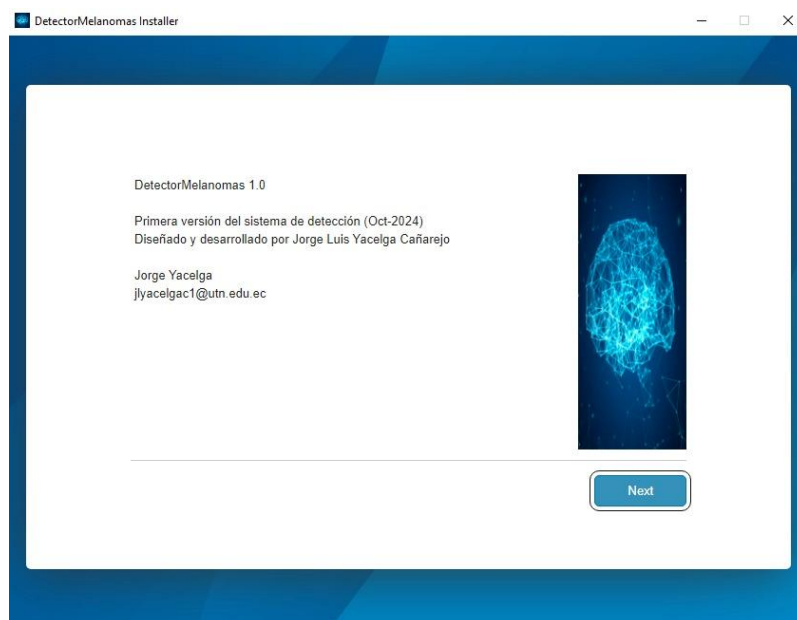 DetectorMelanomas Installer
DetectorMelanomas 1.0
Primera versión del sistema de detección (Oct-2024)
Diseñado y desarrollado por Jorge Luis Yacelga Cañarejo
Jorge Yacelga
jlyacelgac1@utn.edu.ec
Next